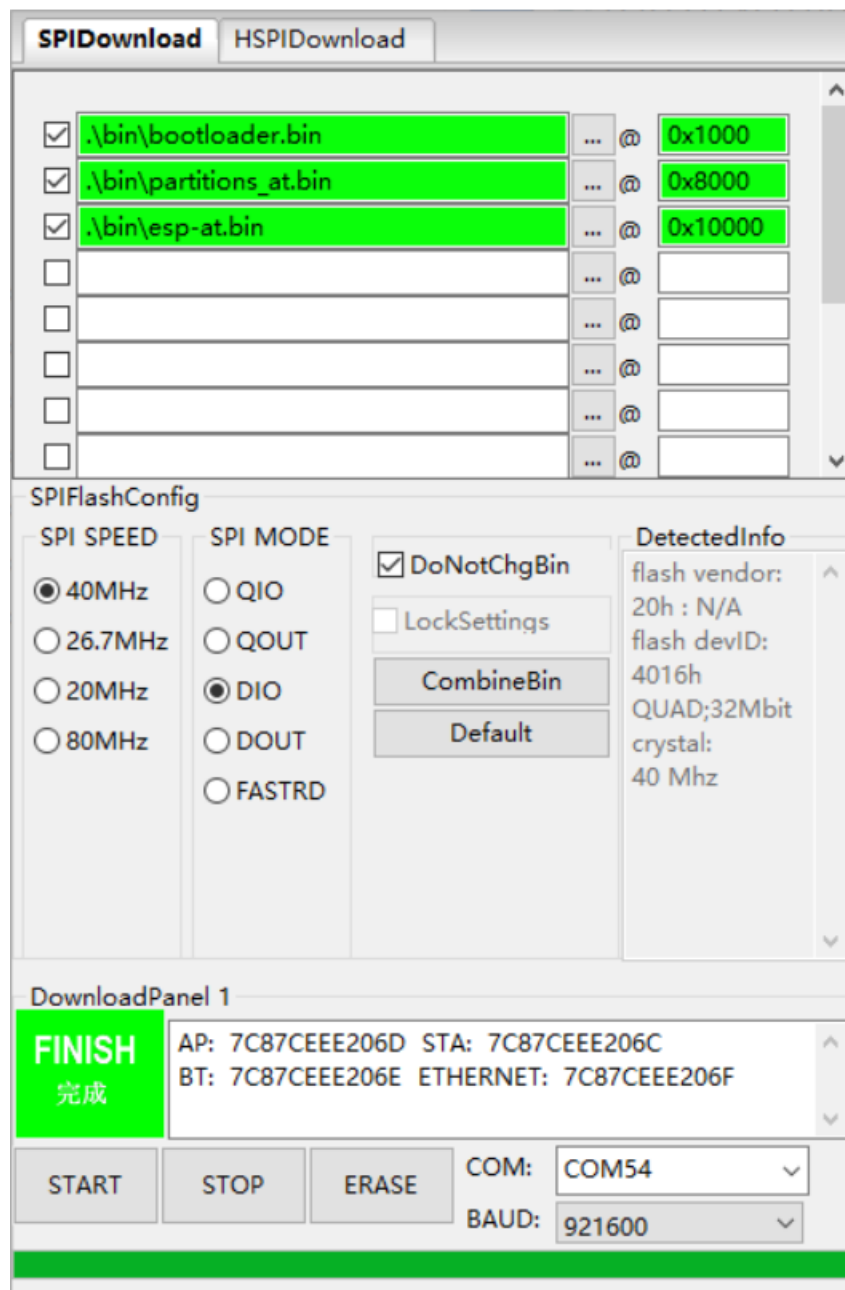 SPIDownload HSPIDownload
.\bin\bootloader.bin ... @ 0x1000
.\bin\partitions_at.bin ... @ 0x8000
.\bin\esp-at.bin ... @ 0x10000
... @
... @
... @
... @
... @
SPIFlashConfig
SPI SPEED
40MHz
26.7MHz
20MHz
80MHz
SPI MODE
QIO
QOUT
DIO
DOUT
FASTRD
DoNotChgBin
LockSettings
CombineBin
Default
DetectedInfo
flash vendor:
20h : N/A
flash devID:
4016h
QUAD;32Mbit
crystal:
40 Mhz
DownloadPanel 1
FINISH
完成
AP: 7C87CEEE206D STA: 7C87CEEE206C
BT: 7C87CEEE206E ETHERNET: 7C87CEEE206F
START STOP ERASE
COM: COM54
BAUD: 921600